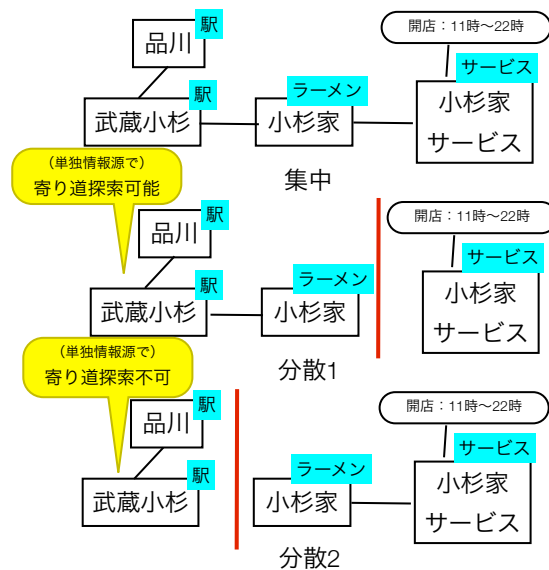 駅
品川
駅
武蔵小杉
ラーメン
小杉家
開店：11時〜22時
サービス
小杉家
サービス
集中
（単独情報源で）
寄り道探索可能
駅
品川
駅
武蔵小杉
ラーメン
小杉家
開店：11時〜22時
サービス
小杉家
サービス
分散1
（単独情報源で）
寄り道探索不可
駅
品川
駅
武蔵小杉
ラーメン
小杉家
開店：11時〜22時
サービス
小杉家
サービス
分散2